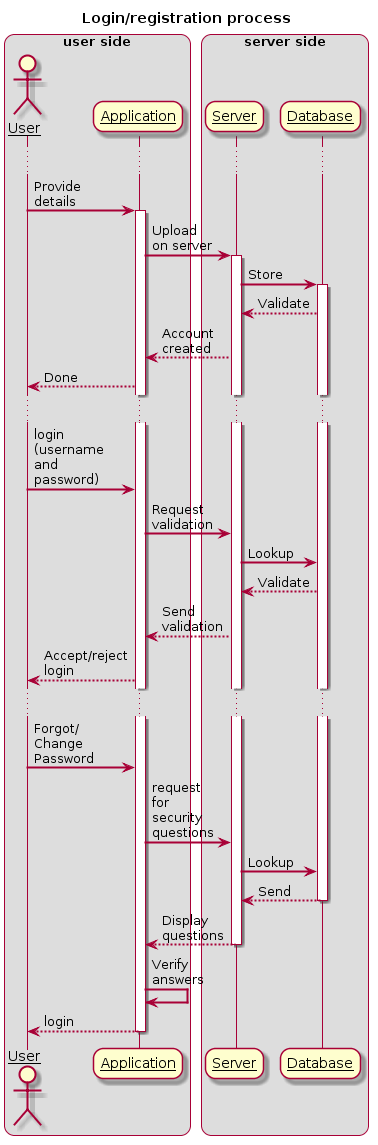 Login/registration process
user side
server side
User
Application
Server
Database
Provide
details
Upload
on server
Store
Validate
Account
created
Done
login
(username
and
password)
Request
validation
Lookup
Validate
Send
validation
Accept/reject
login
Forgot/
Change
Password
request
for
security
questions
Lookup
Send
Display
questions
Verify
answers
login
User
Application
Server
Database